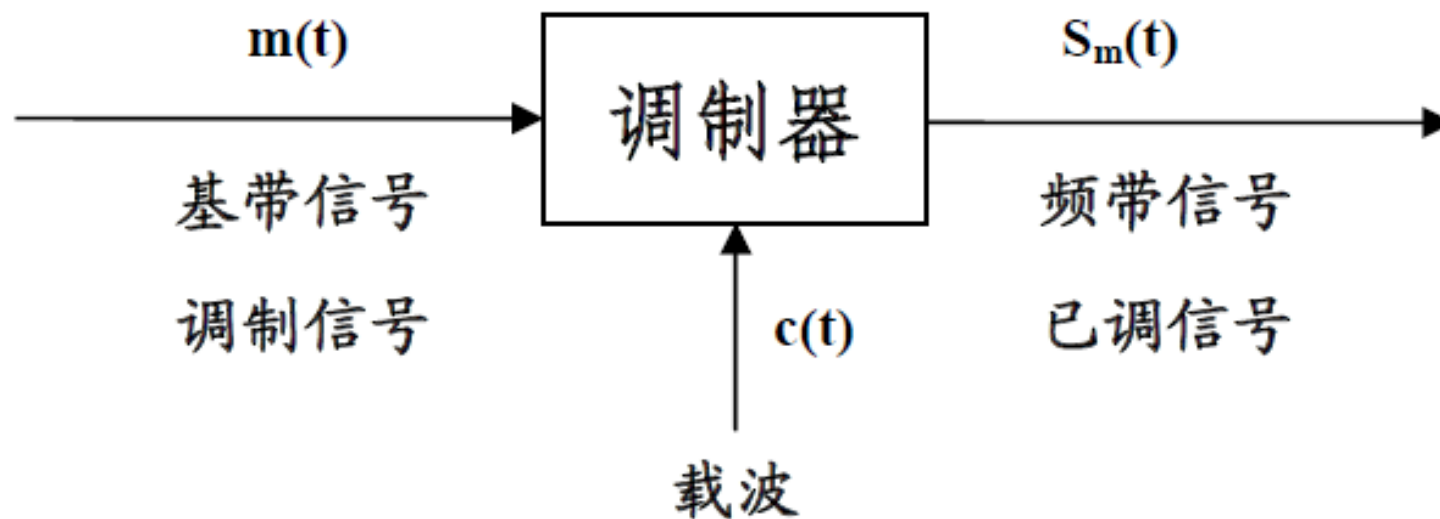 m(t)
调制器
Sₘ(t)
基带信号
频带信号
调制信号
c(t)
已调信号
载波